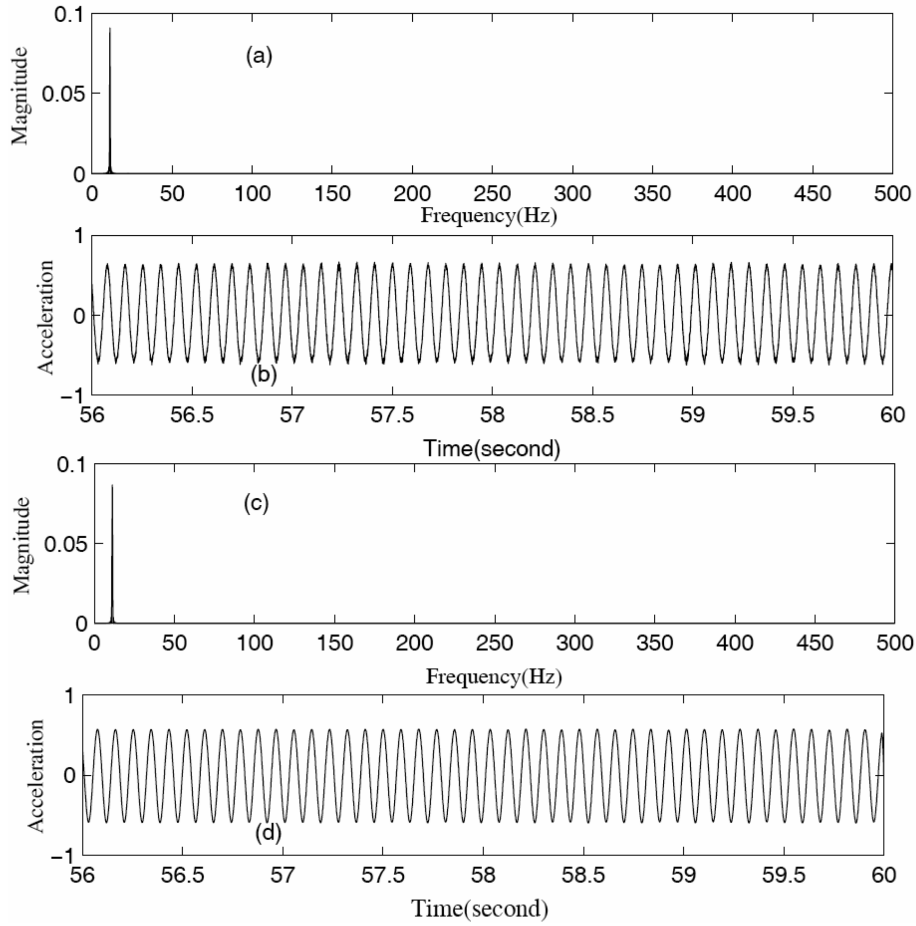 0.1
(a)
Magnitude
0.05
0
0 50 100 150 200 250 300 350 400 450 500
Frequency(Hz)
1
Acceleration
0
(b)
−1
56 56.5 57 57.5 58 58.5 59 59.5 60
Time(second)
0.1
(c)
Magnitude
0.05
0
0 50 100 150 200 250 300 350 400 450 500
Frequency(Hz)
1
Acceleration
0
(d)
−1
56 56.5 57 57.5 58 58.5 59 59.5 60
Time(second)